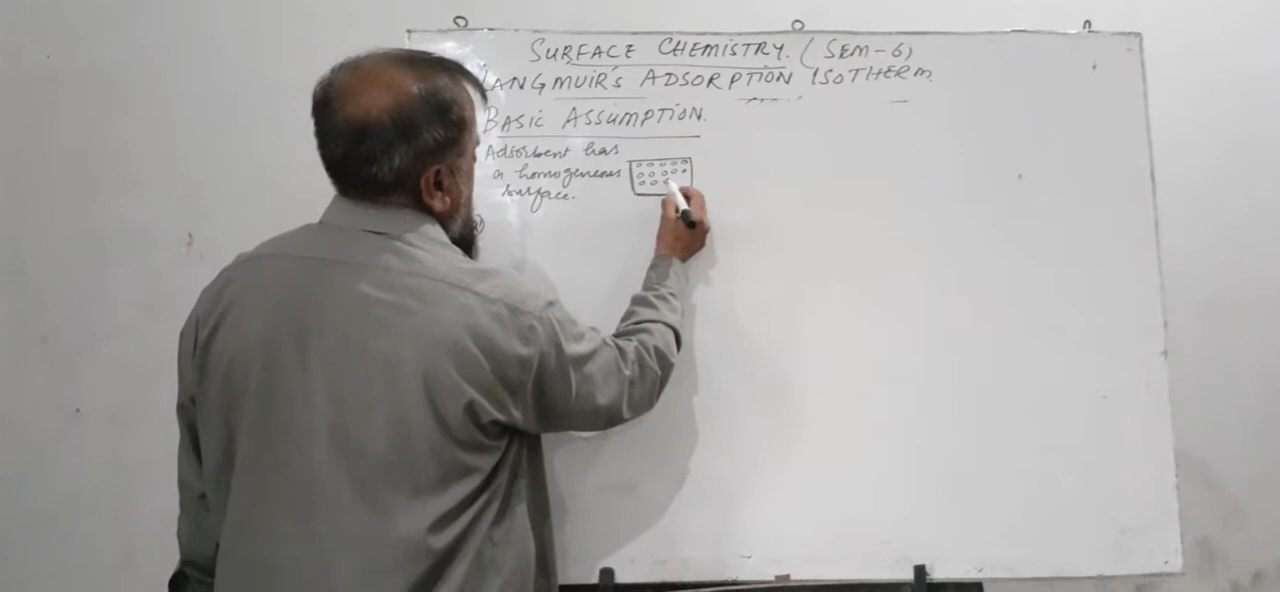 SURFACE CHEMISTRY. (SEM-6)
LANGMUIR'S ADSORPTION ISOTHERM.
BASIC ASSUMPTION.
Adsorbent has
a homogeneous
surface.